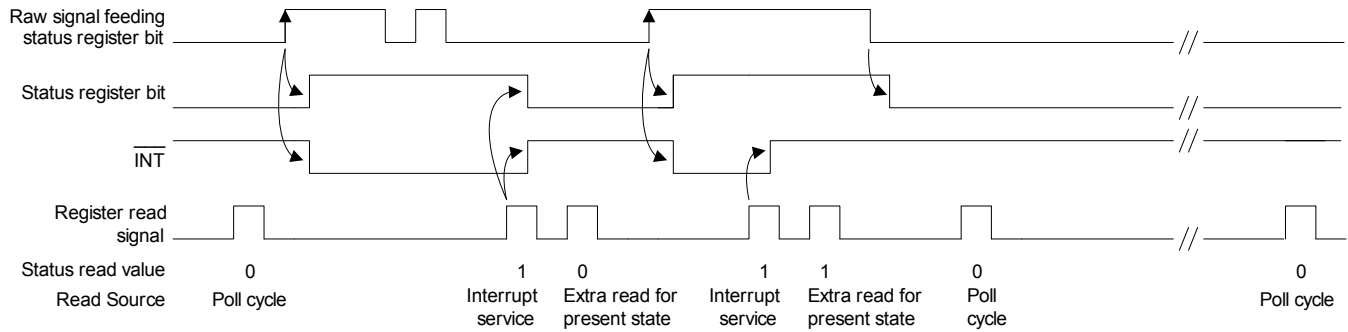 Raw signal feeding
status register bit
//
Status register bit
//
INT
//
Register read
signal
//
Status read value 0 1 0 1 1 0 0
Read Source Poll cycle Interrupt Extra read for Interrupt Extra read for Poll Poll cycle
service present state service present state cycle